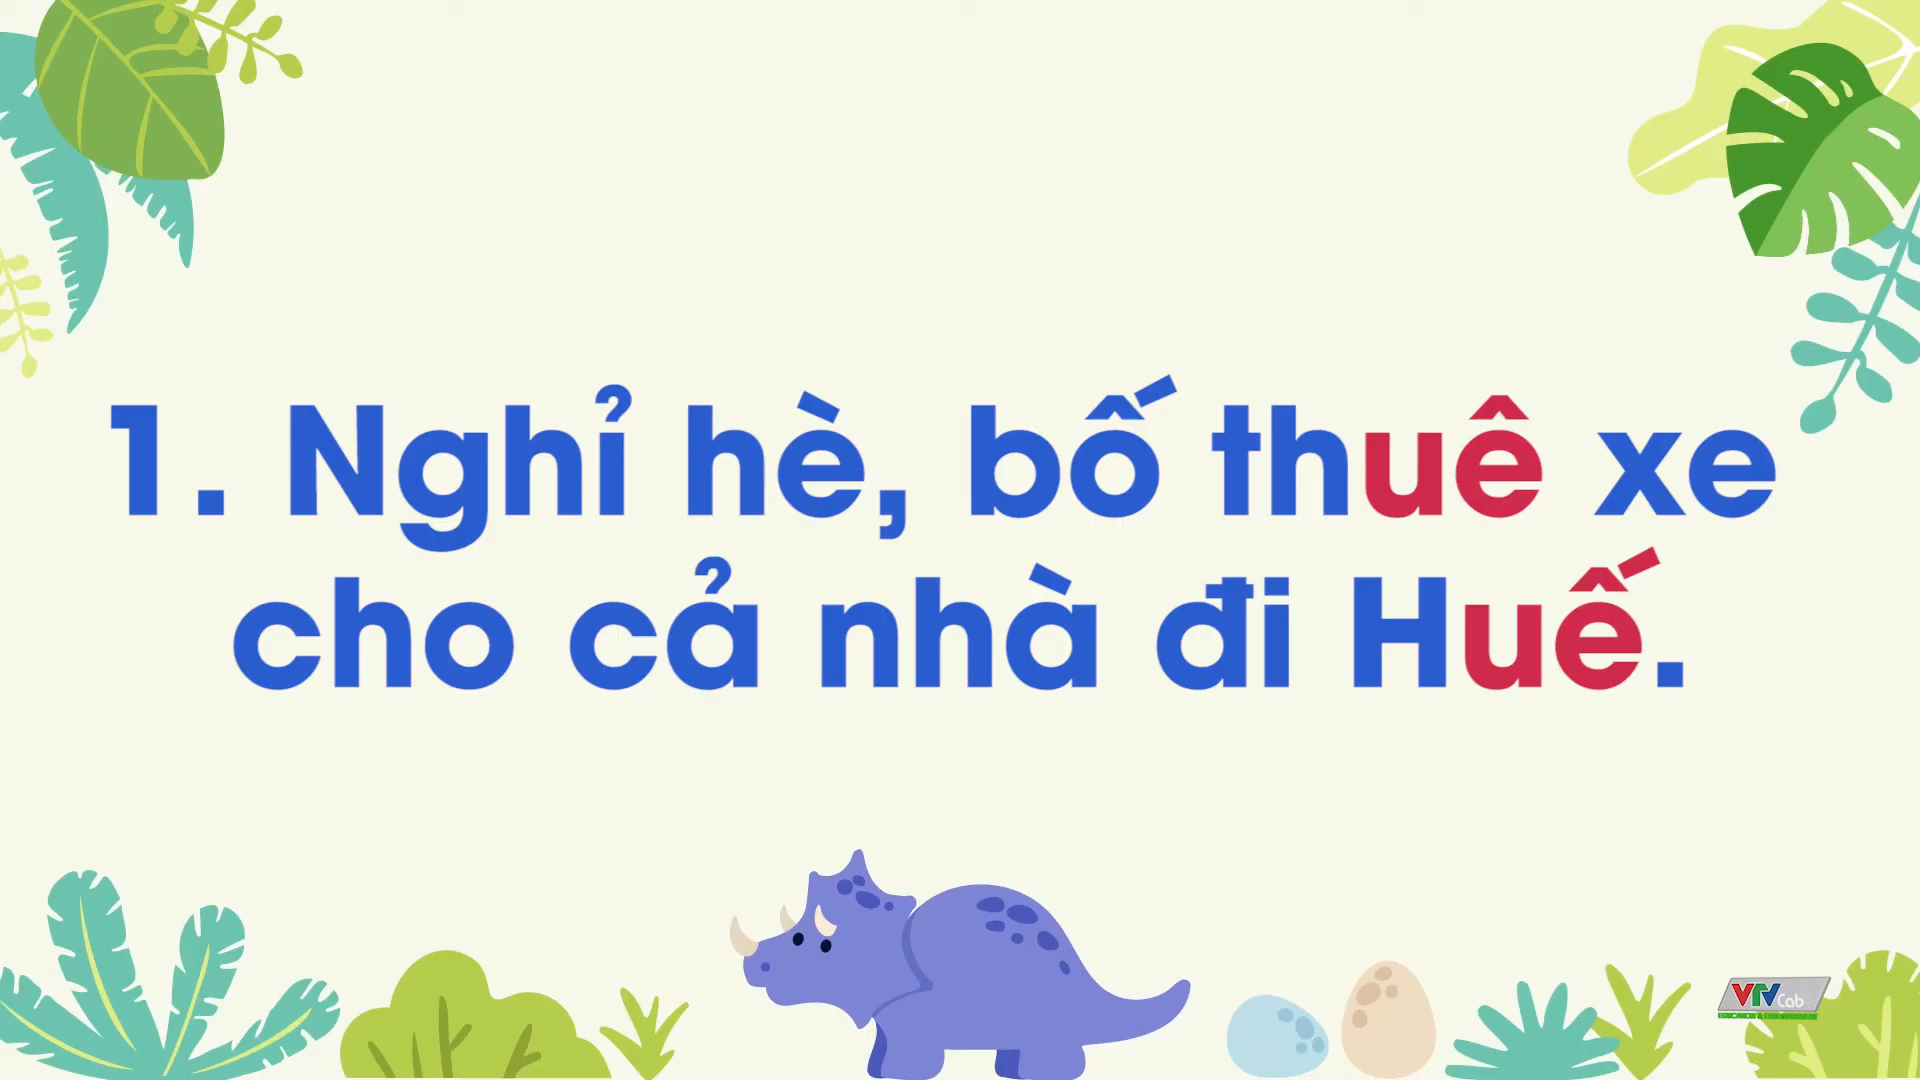 1. Nghỉ hè, bố thuê xe
cho cả nhà đi Huế.
VTVCab